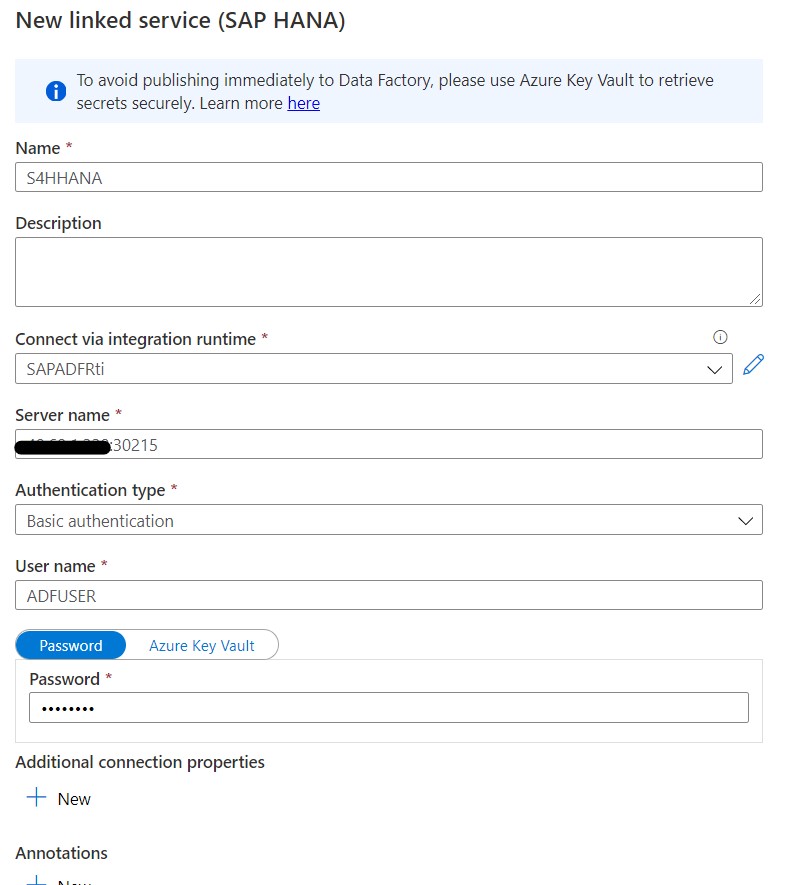 New linked service (SAP HANA)
To avoid publishing immediately to Data Factory, please use Azure Key Vault to retrieve
secrets securely. Learn more here
Name *
S4HHANA
Description
Connect via integration runtime *
SAPADFRti
Server name *
:30215
Authentication type *
Basic authentication
User name *
ADFUSER
Password
Azure Key Vault
Password *
••••••••
Additional connection properties
New
Annotations
New